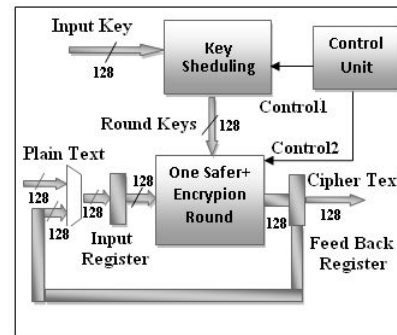 Input Key
128
Key
Sheduling
Control
Unit
Control1
Round Keys
128
Control2
Plain Text
One Safer+
Encrypion
Round
Cipher Tex
128
128
128
128
128
128
Input
Register
Feed Back
Register